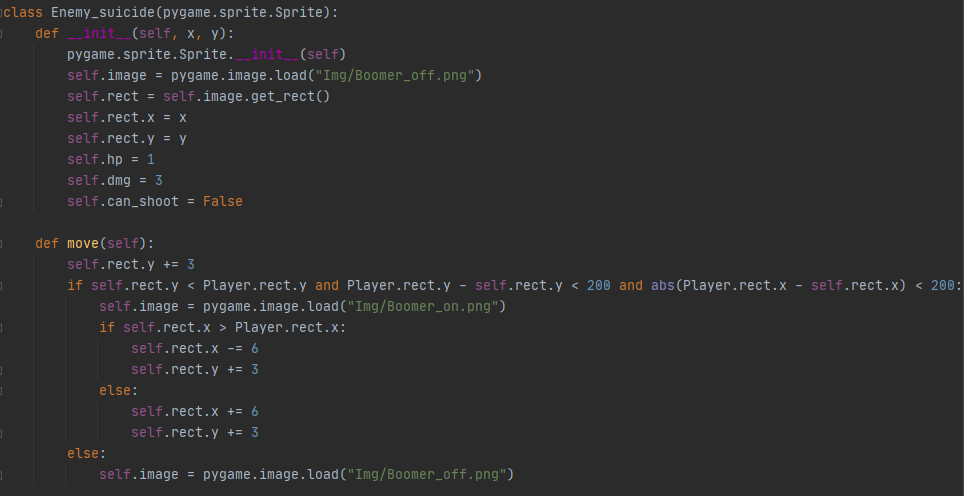 class Enemy_suicide(pygame.sprite.Sprite):
    def __init__(self, x, y):
        pygame.sprite.Sprite.__init__(self)
        self.image = pygame.image.load("Img/Boomer_off.png")
        self.rect = self.image.get_rect()
        self.rect.x = x
        self.rect.y = y
        self.hp = 1
        self.dmg = 3
        self.can_shoot = False

    def move(self):
        self.rect.y += 3
        if self.rect.y < Player.rect.y and Player.rect.y - self.rect.y < 200 and abs(Player.rect.x - self.rect.x) < 200:
            self.image = pygame.image.load("Img/Boomer_on.png")
            if self.rect.x > Player.rect.x:
                self.rect.x -= 6
                self.rect.y += 3
            else:
                self.rect.x += 6
                self.rect.y += 3
        else:
            self.image = pygame.image.load("Img/Boomer_off.png")